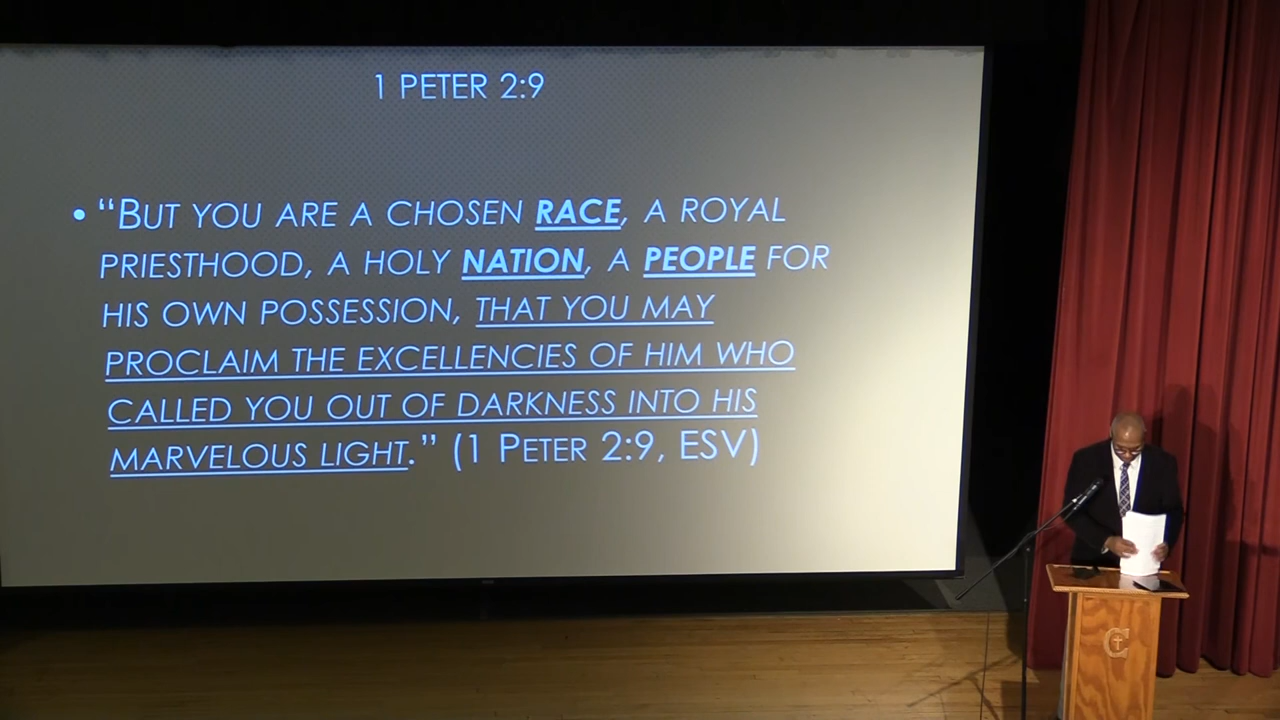 1 PETER 2:9
• “BUT YOU ARE A CHOSEN RACE, A ROYAL
PRIESTHOOD, A HOLY NATION, A PEOPLE FOR
HIS OWN POSSESSION, THAT YOU MAY
PROCLAIM THE EXCELLENCIES OF HIM WHO
CALLED YOU OUT OF DARKNESS INTO HIS
MARVELOUS LIGHT.” (1 PETER 2:9, ESV)
C